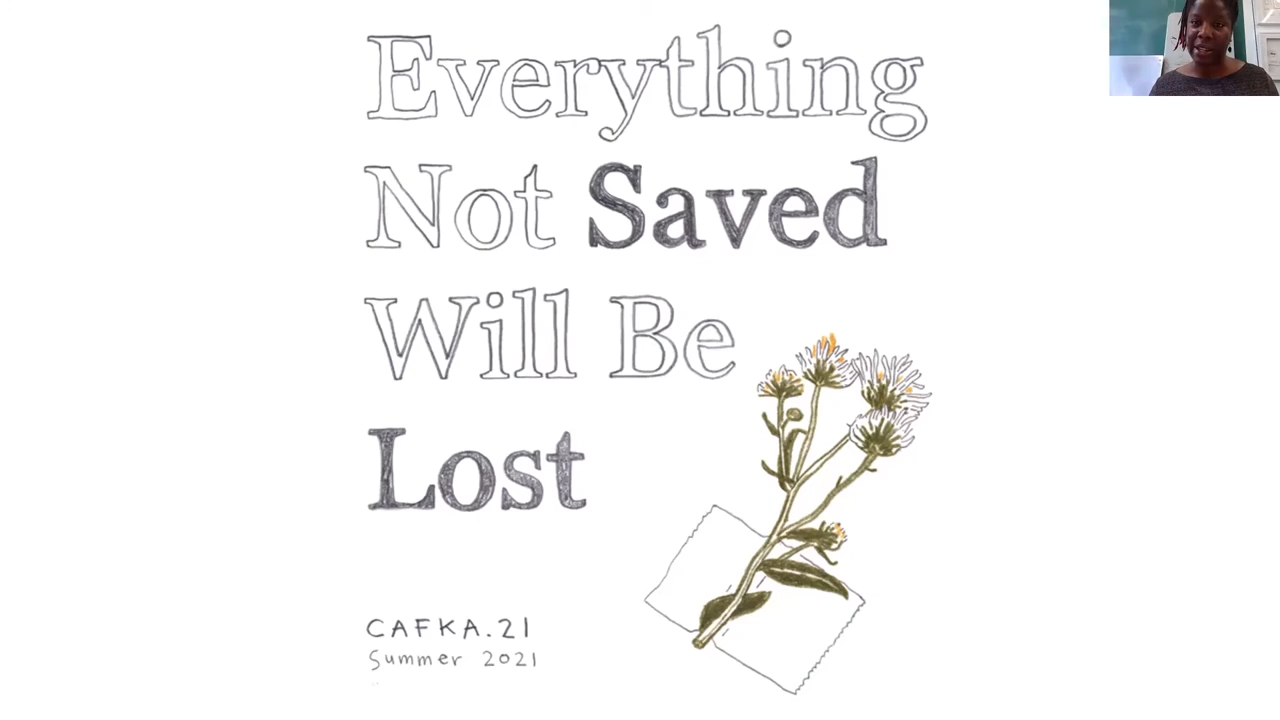 Everything
Not Saved
Will Be
Lost
CAFKA.21
Summer 2021